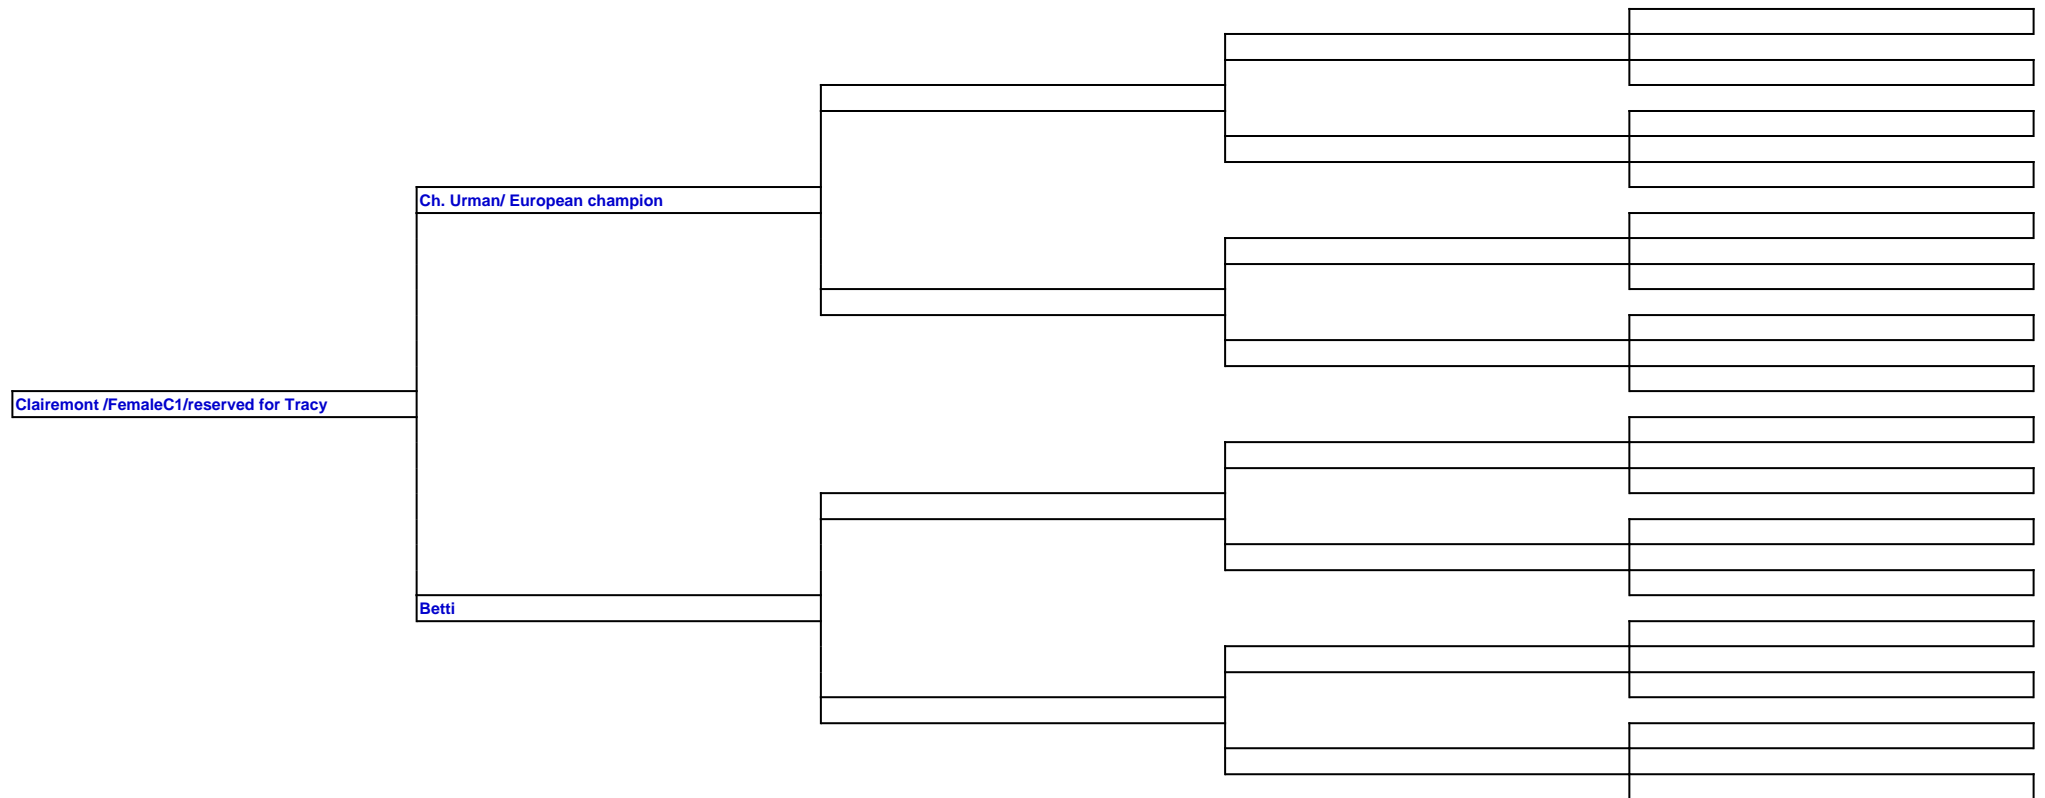 Ch. Urman/ European champion
Clairemont /FemaleC1/reserved for Tracy
Betti